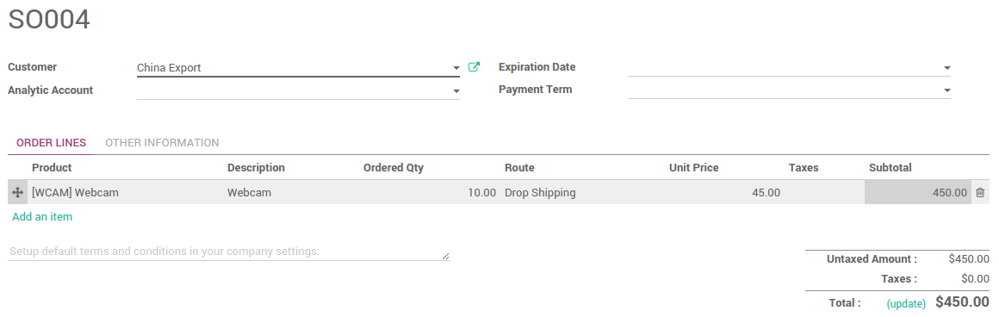 SO004
Customer China Export Expiration Date
Analytic Account Payment Term
ORDER LINES OTHER INFORMATION
Product Description Ordered Qty Route Unit Price Taxes Subtotal
[WCAM] Webcam Webcam 10.00 Drop Shipping 45.00 450.00
Add an item
Setup default terms and conditions in your company settings.
Untaxed Amount : $450.00
Taxes : $0.00
Total : (update) $450.00